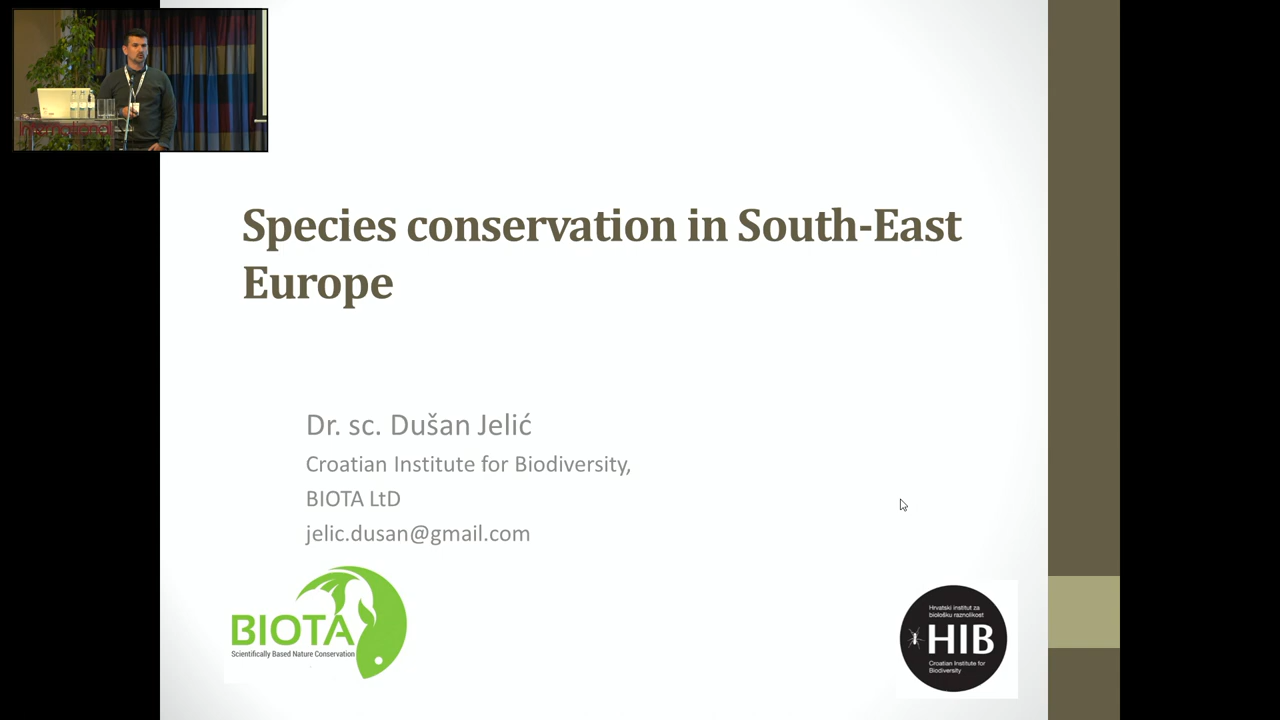 International
Species conservation in South-East
Europe
Dr. sc. Dušan Jelić
Croatian Institute for Biodiversity,
BIOTA LtD
jelic.dusan@gmail.com
BIOTA
Scientifically Based Nature Conservation
Hrvatski institut za
biološku raznolikost
HIB
Croatian Institute for
Biodiversity